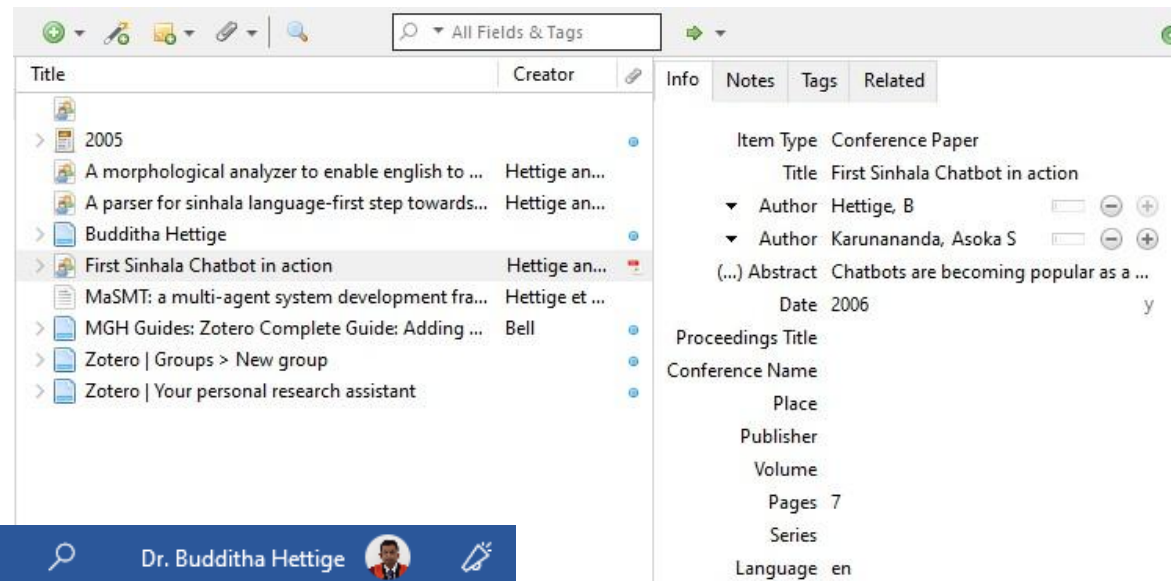 All Fields & Tags
Title Creator
2005
A morphological analyzer to enable english to ... Hettige an...
A parser for sinhala language-first step towards... Hettige an...
Budditha Hettige
First Sinhala Chatbot in action Hettige an...
MaSMT: a multi-agent system development fra... Hettige et ...
MGH Guides: Zotero Complete Guide: Adding ... Bell
Zotero | Groups > New group
Zotero | Your personal research assistant
Info Notes Tags Related
Item Type Conference Paper
Title First Sinhala Chatbot in action
Author Hettige, B
Author Karunananda, Asoka S
(...) Abstract Chatbots are becoming popular as a ...
Date 2006 y
Proceedings Title
Conference Name
Place
Publisher
Volume
Pages 7
Series
Language en
Dr. Budditha Hettige